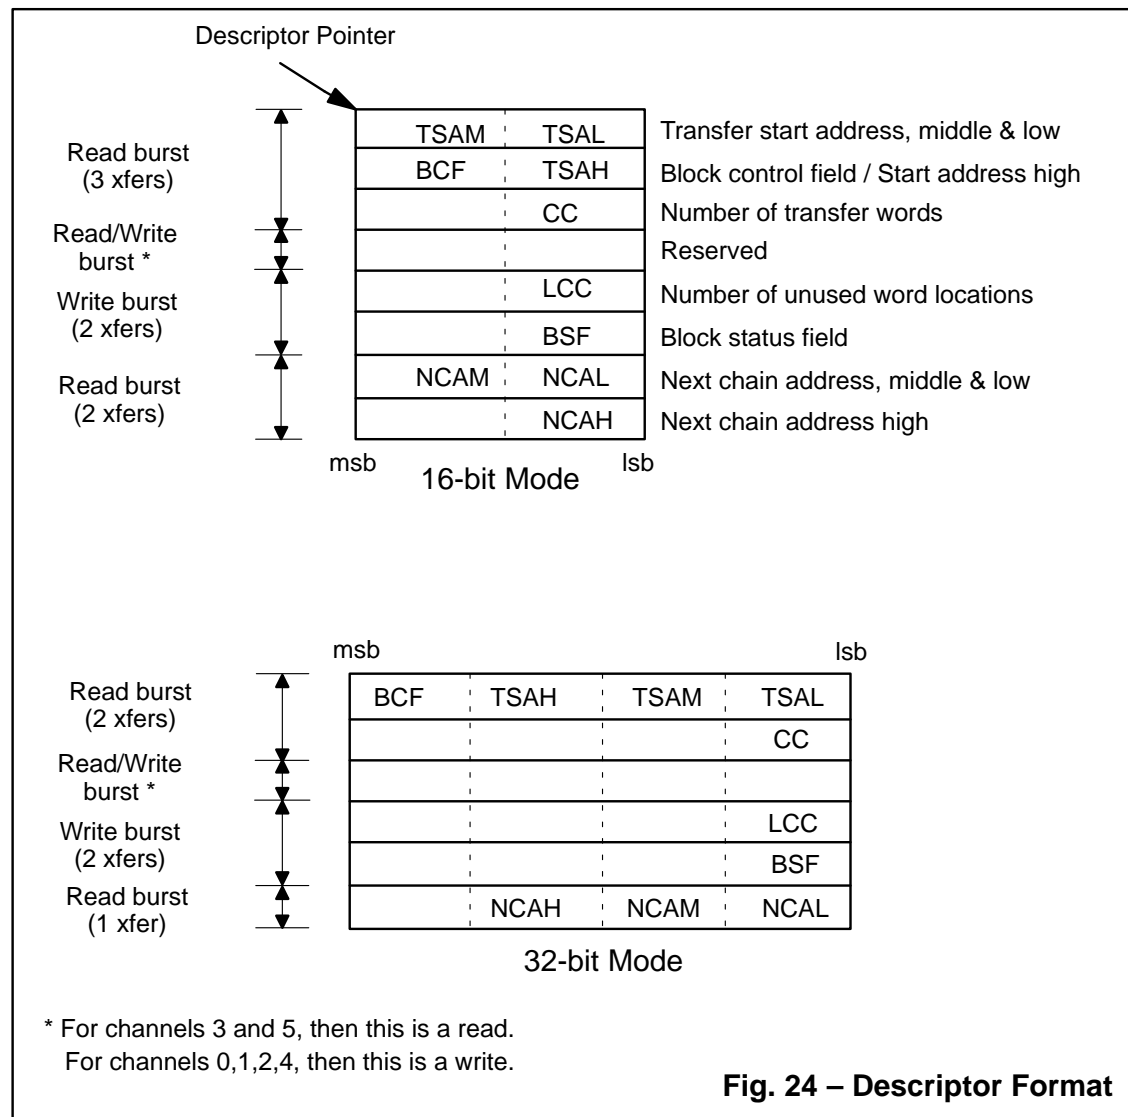 Descriptor Pointer
Read burst
(3 xfers)
TSAM TSAL Transfer start address, middle & low
BCF TSAH Block control field / Start address high
CC Number of transfer words
Read/Write
burst *
Reserved
Write burst
(2 xfers)
LCC Number of unused word locations
BSF Block status field
Read burst
(2 xfers)
NCAM NCAL Next chain address, middle & low
NCAH Next chain address high
msb lsb
16-bit Mode
msb lsb
Read burst
(2 xfers)
BCF TSAH TSAM TSAL
CC
Read/Write
burst *
Write burst
(2 xfers)
LCC
BSF
Read burst
(1 xfer)
NCAH NCAM NCAL
32-bit Mode
* For channels 3 and 5, then this is a read.
For channels 0,1,2,4, then this is a write.
Fig. 24 – Descriptor Format